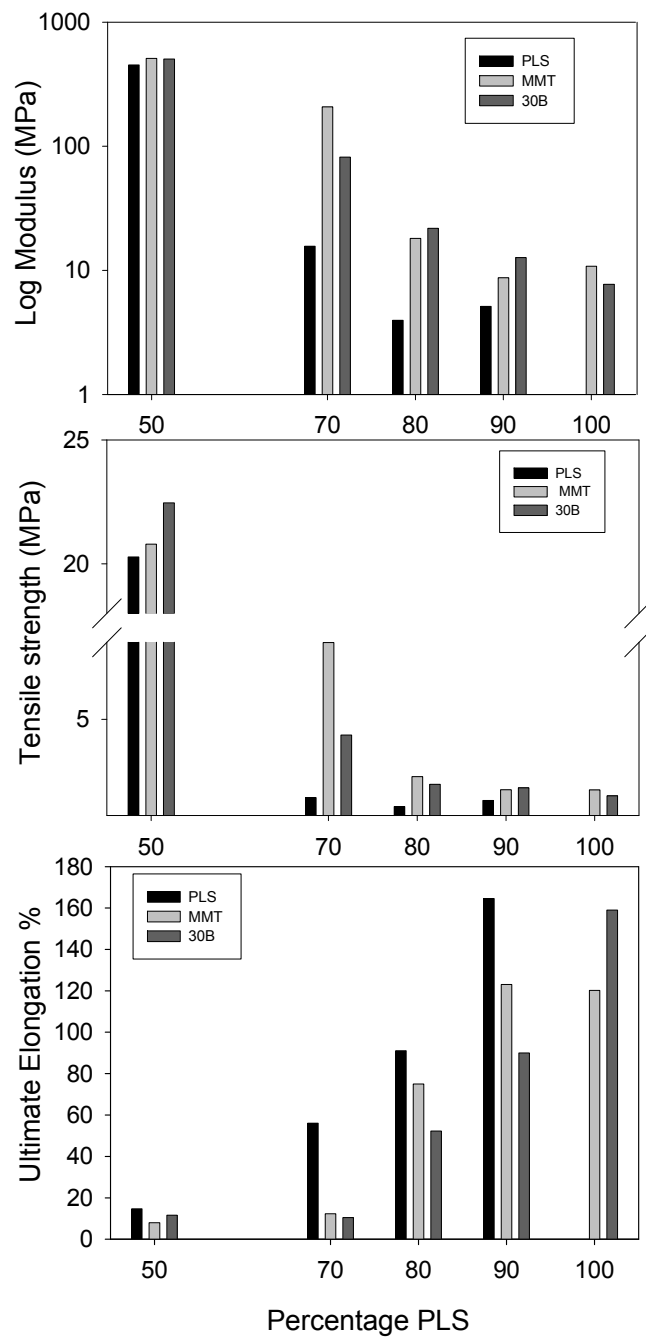 1000
100
10
1
Log Modulus (MPa)
PLS
MMT
30B
50 70 80 90 100
25
20
5
Tensile strength (MPa)
PLS
MMT
30B
50 70 80 90 100
180
160
140
120
100
80
60
40
20
0
Ultimate Elongation %
PLS
MMT
30B
50 70 80 90 100
Percentage PLS